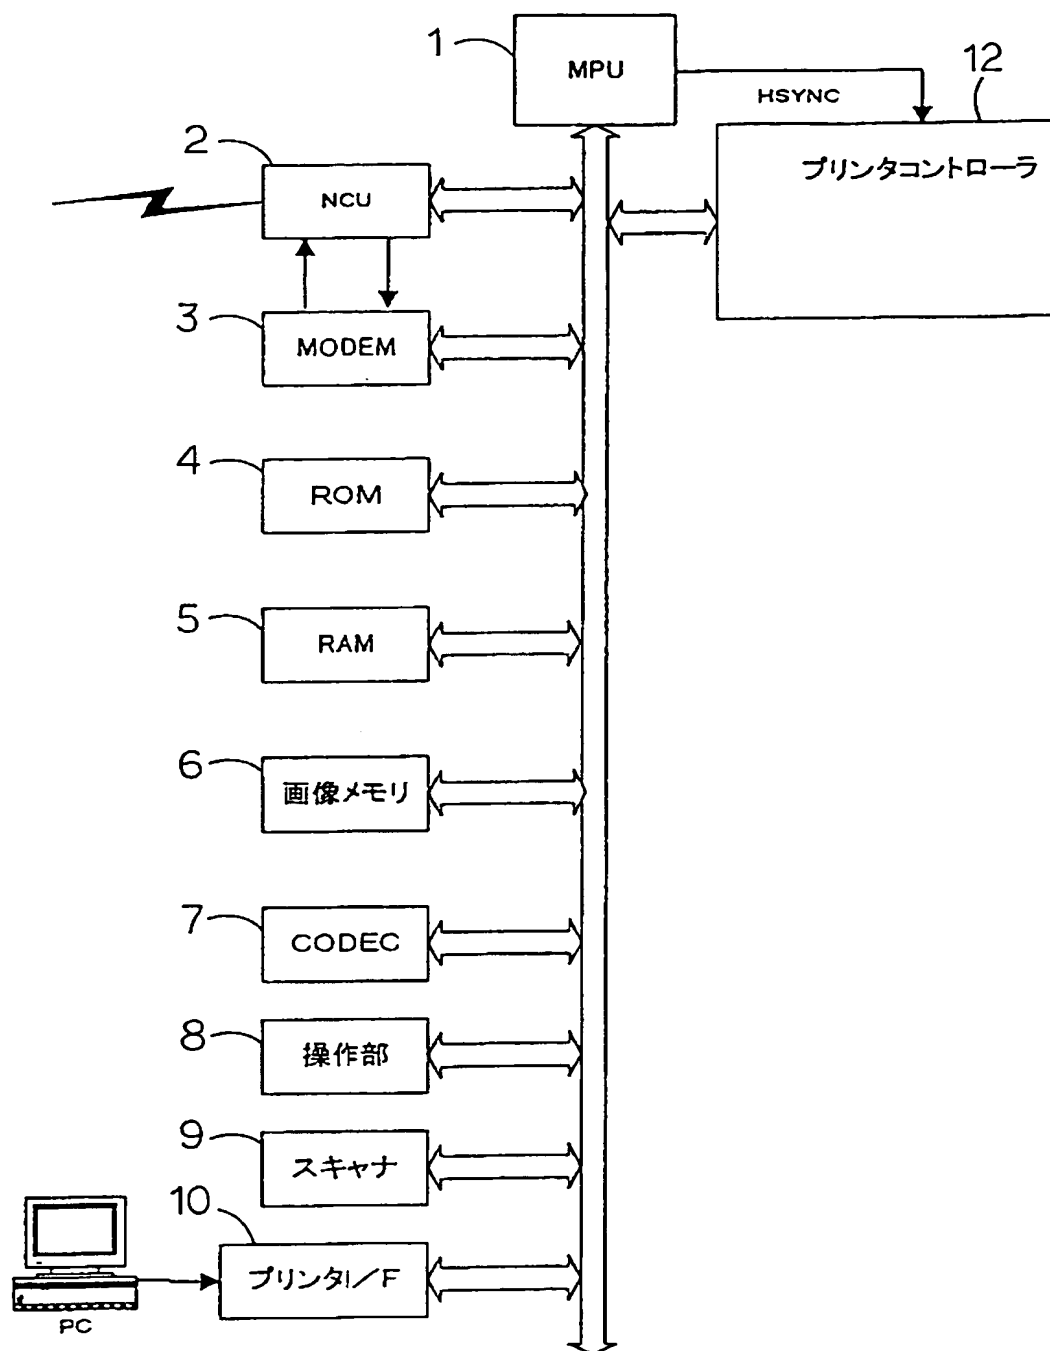 1
MPU
HSYNC
12
プリンタコントローラ
2
NCU
3
MODEM
4
ROM
5
RAM
6
画像メモリ
7
CODEC
8
操作部
9
スキャナ
10
プリンタI/F
PC